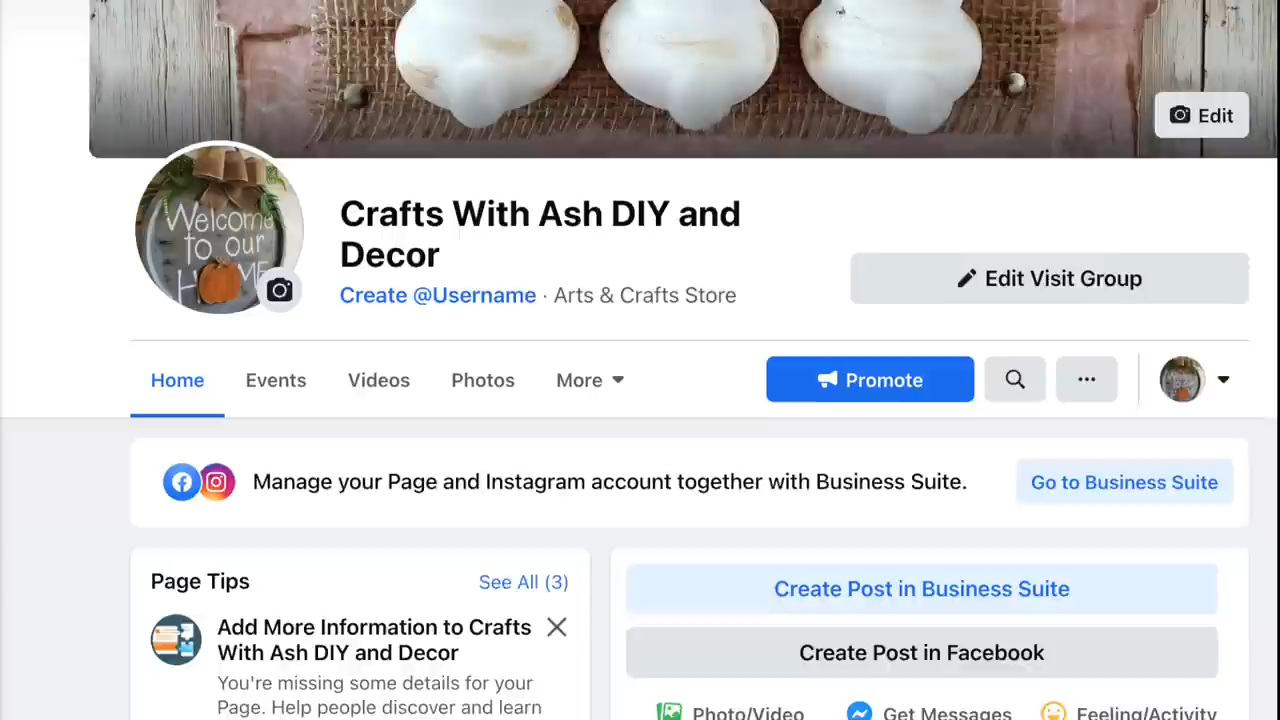 Edit
Welcome
to our
HOME
Crafts With Ash DIY and
Decor
Create @Username · Arts & Crafts Store
Edit Visit Group
Home
Events
Videos
Photos
More
Promote
Manage your Page and Instagram account together with Business Suite.
Go to Business Suite
Page Tips
See All (3)
Add More Information to Crafts
With Ash DIY and Decor
You're missing some details for your
Page. Help people discover and learn
Create Post in Business Suite
Create Post in Facebook
Photo/Video
Get Messages
Feeling/Activity